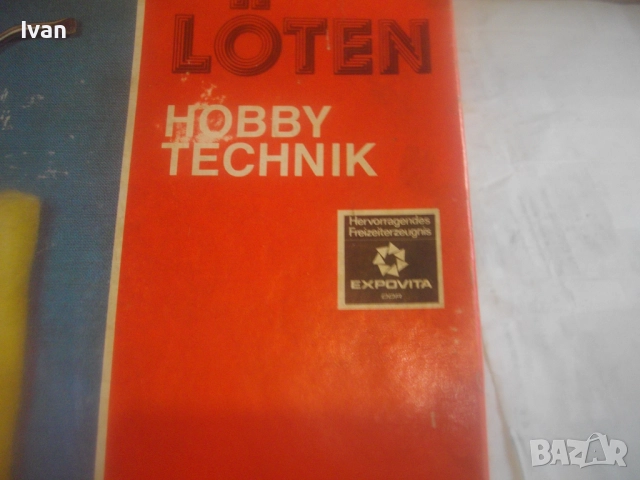 Ivan
LÖTEN
HOBBY
TECHNIK
Hervorragendes
Freizeiterzeugnis
EXPOVITA
DDR
BAZAR